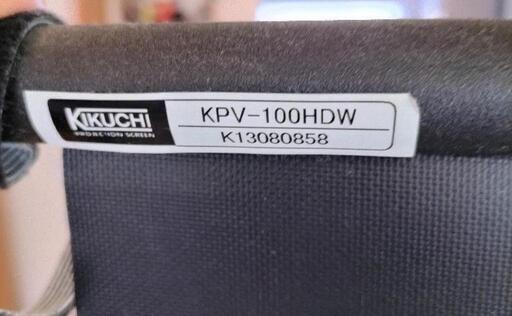 KIKUCHI
PROJECTION SCREEN
KPV-100HDW
K13080858